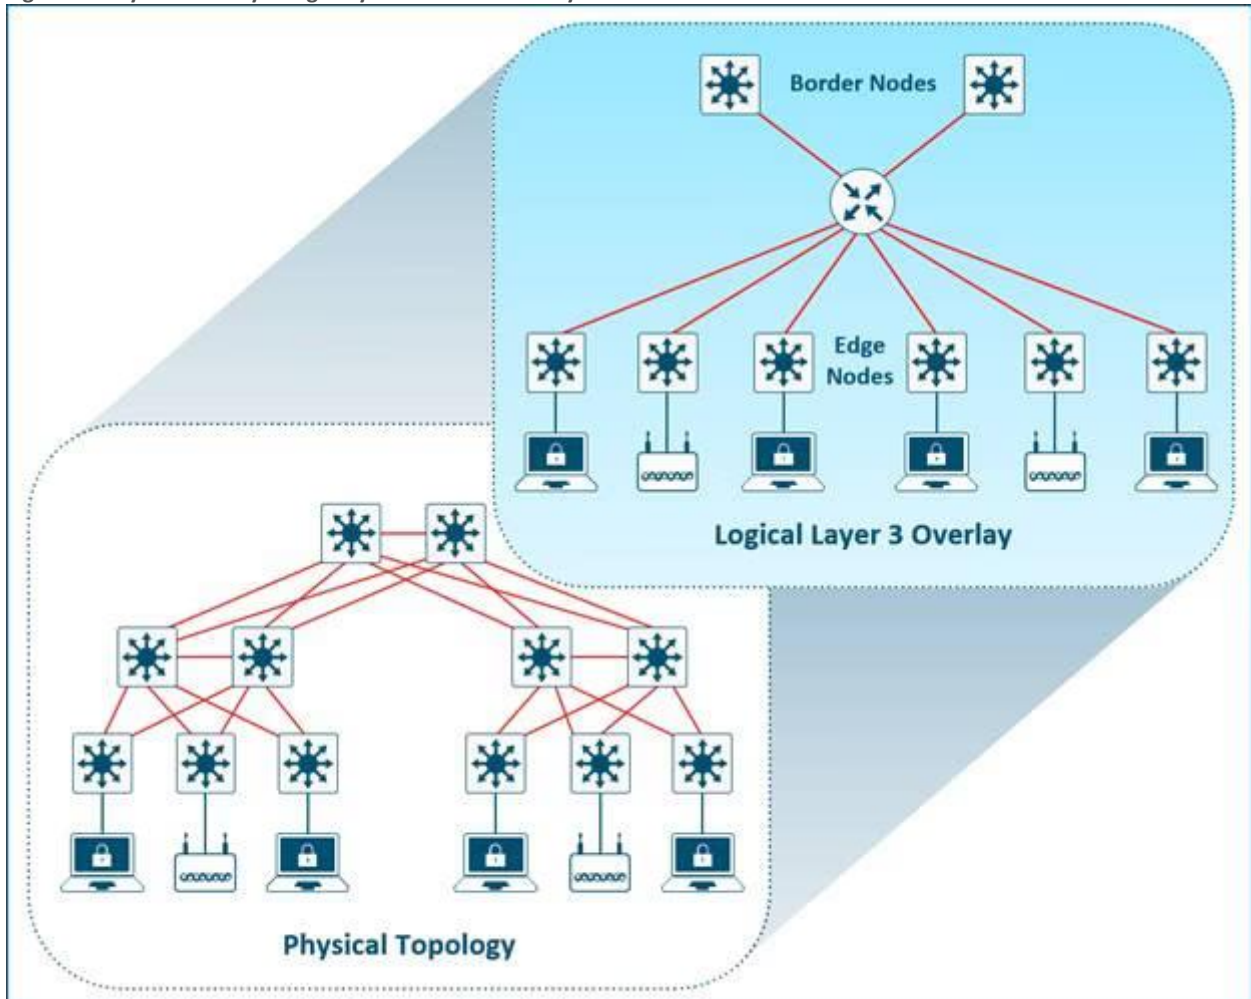 Border Nodes
Edge
Nodes
Logical Layer 3 Overlay
Physical Topology